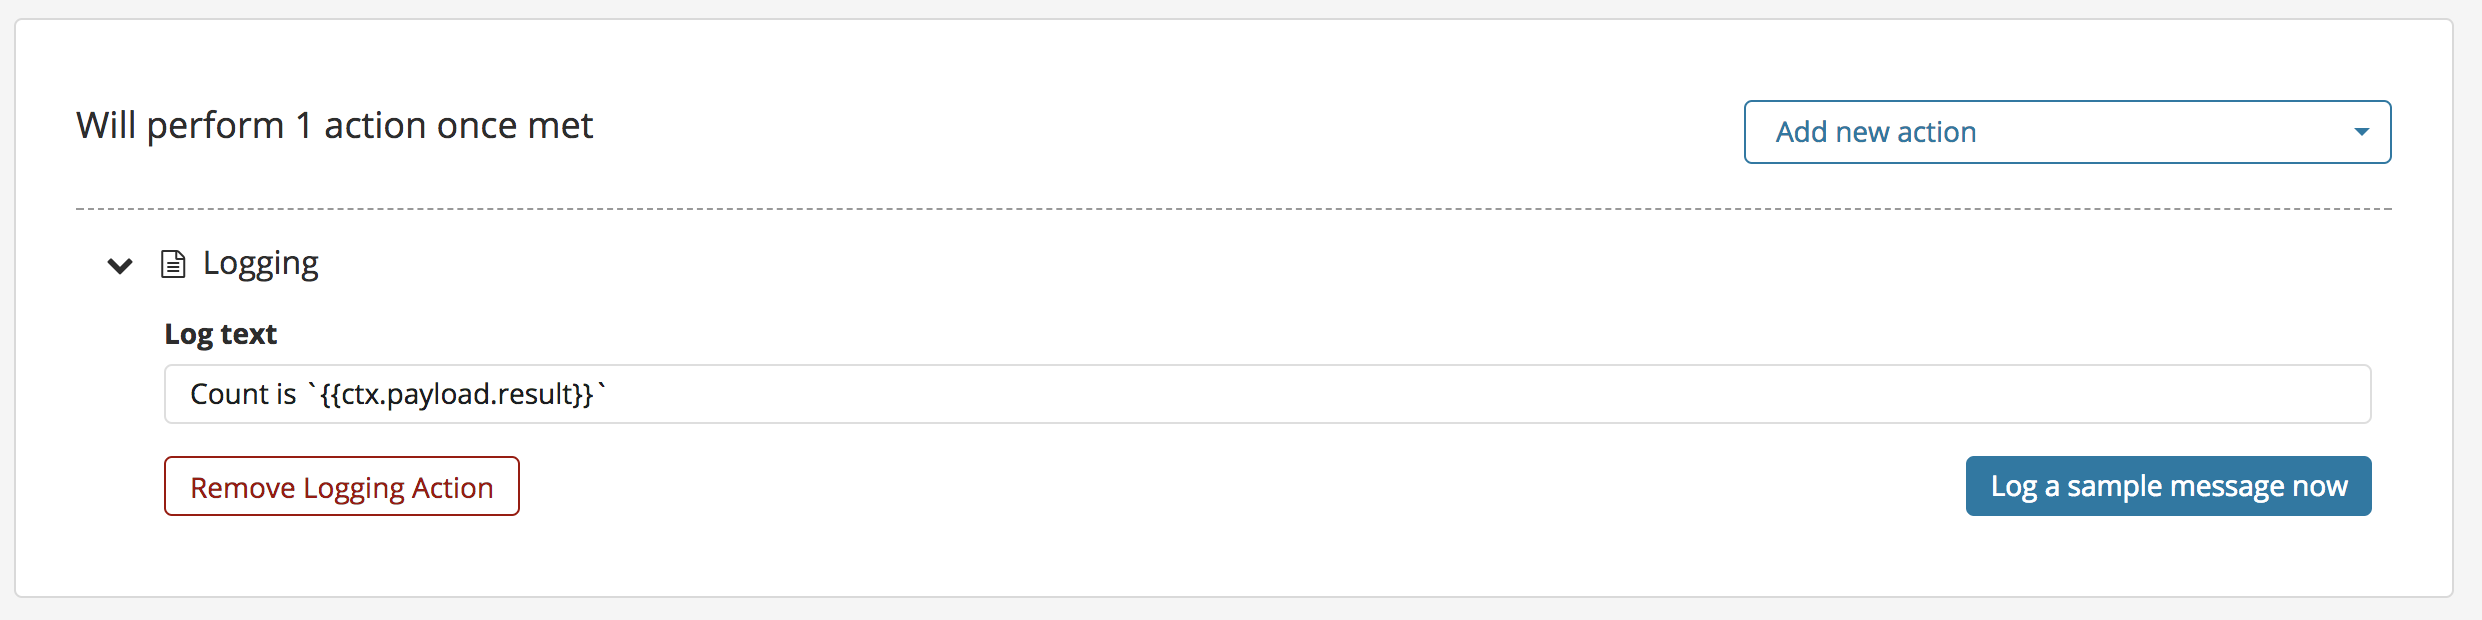 Will perform 1 action once met
Add new action
Logging
Log text
Count is `{{ctx.payload.result}}`
Remove Logging Action
Log a sample message now